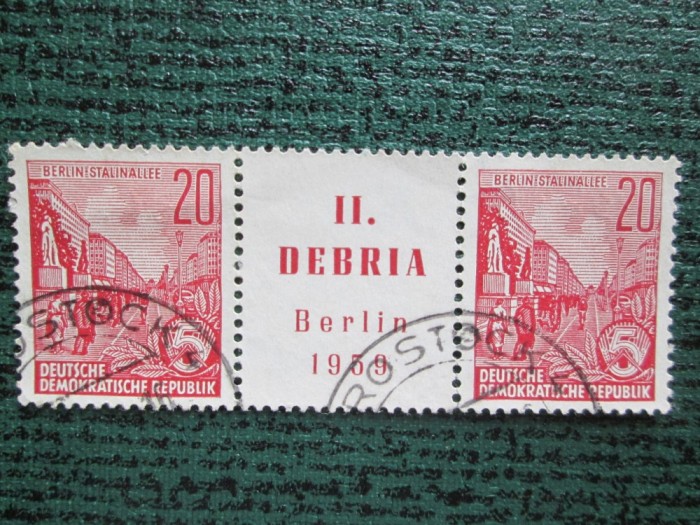 BERLIN STALINALLEE
20
5
DEUTSCHE
DEMOKRATISCHE REPUBLIK
II.
DEBRIA
Berlin
1959
BERLIN STALINALLEE
20
5
DEUTSCHE
DEMOKRATISCHE REPUBLIK
ROSTOCK
ROSTOCK